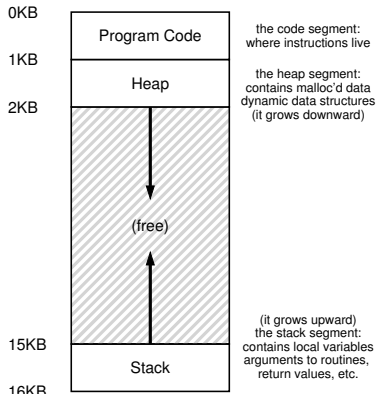 0KB
Program Code
the code segment:
where instructions live
1KB
Heap
the heap segment:
contains malloc'd data
dynamic data structures
(it grows downward)
2KB
(free)
(it grows upward)
the stack segment:
contains local variables
arguments to routines,
return values, etc.
15KB
Stack
16KB